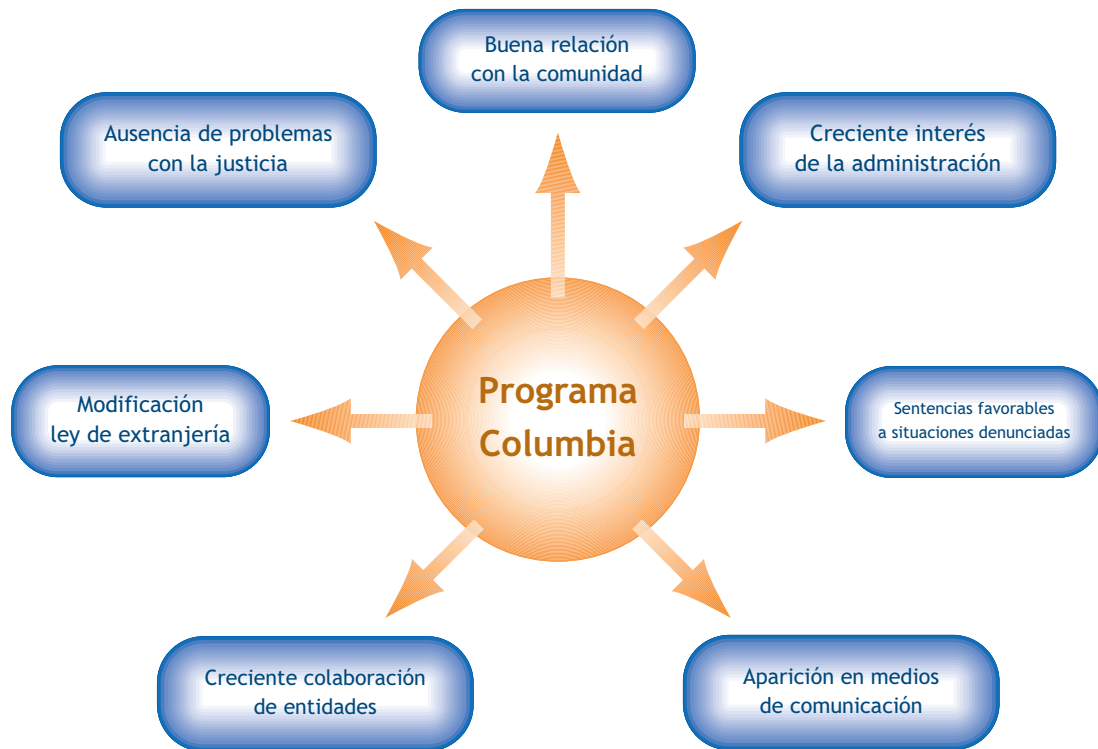 Buena relación
con la comunidad
Ausencia de problemas
con la justicia
Creciente interés
de la administración
Programa
Columbia
Modificación
ley de extranjería
Sentencias favorables
a situaciones denunciadas
Creciente colaboración
de entidades
Aparición en medios
de comunicación